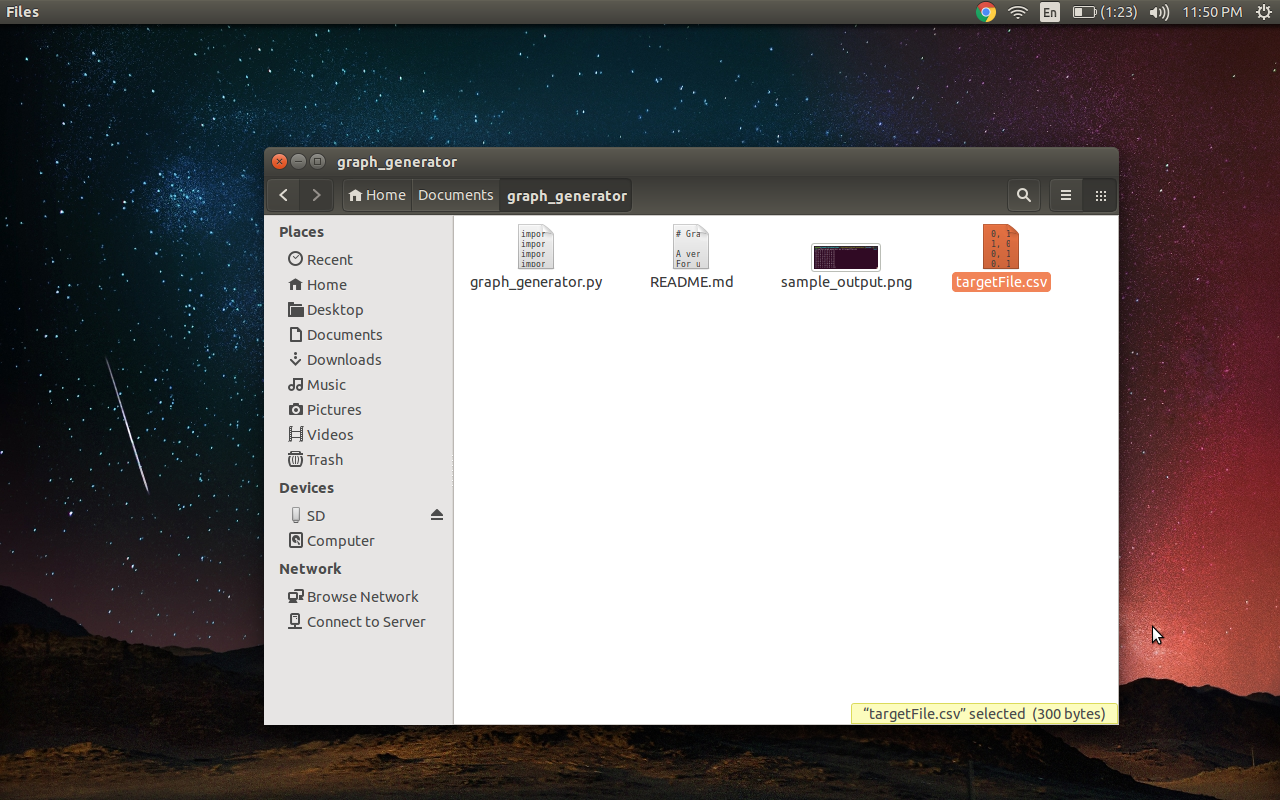 Files
En
(1:23)
11:50 PM
graph_generator
Home
Documents
graph_generator
Places
Recent
Home
Desktop
Documents
Downloads
Music
Pictures
Videos
Trash
Devices
SD
Computer
Network
Browse Network
Connect to Server
impor
impor
impor
impor
graph_generator.py
# Gra
A ver
For u
README.md
sample_output.png
0, 1
1, 0
0, 1
0, 1
targetFile.csv
“targetFile.csv” selected (300 bytes)